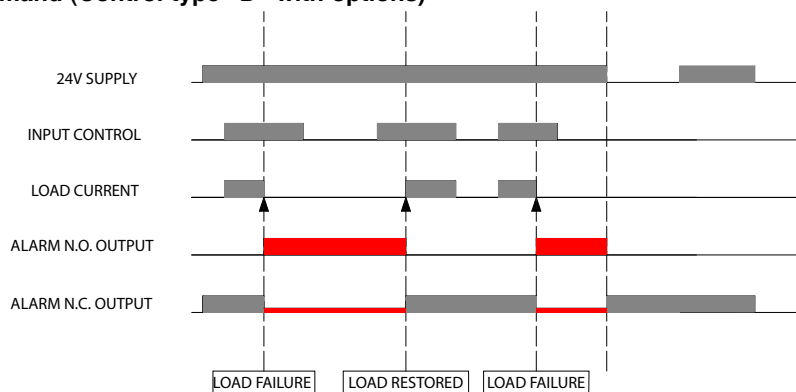 24V SUPPLY
INPUT CONTROL
LOAD CURRENT
ALARM N.O. OUTPUT
ALARM N.C. OUTPUT
LOAD FAILURE LOAD RESTORED LOAD FAILURE